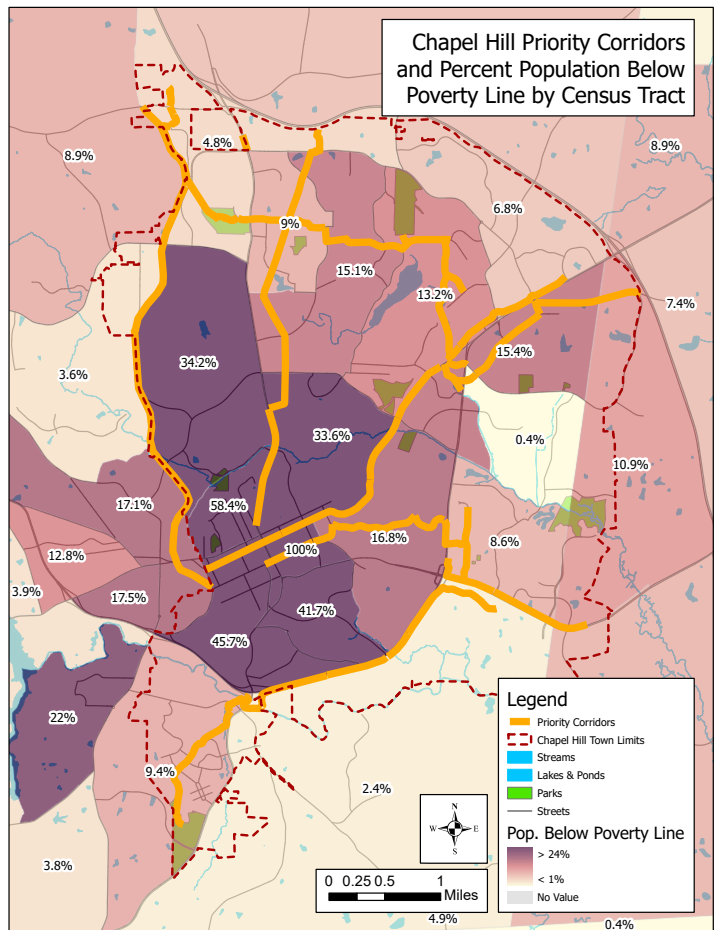 Chapel Hill Priority Corridors
and Percent Population Below
Poverty Line by Census Tract
4.8%
8.9%
8.9%
6.8%
9%
15.1%
13.2%
7.4%
15.4%
34.2%
3.6%
33.6%
0.4%
10.9%
17.1%
58.4%
16.8%
8.6%
100%
12.8%
3.9%
17.5%
41.7%
45.7%
22%
9.4%
2.4%
3.8%
4.9%
0.4%
N
W E
S
0 0.25 0.5 1
Miles
Legend
Priority Corridors
Chapel Hill Town Limits
Streams
Lakes & Ponds
Parks
Streets
Pop. Below Poverty Line
> 24%
< 1%
No Value